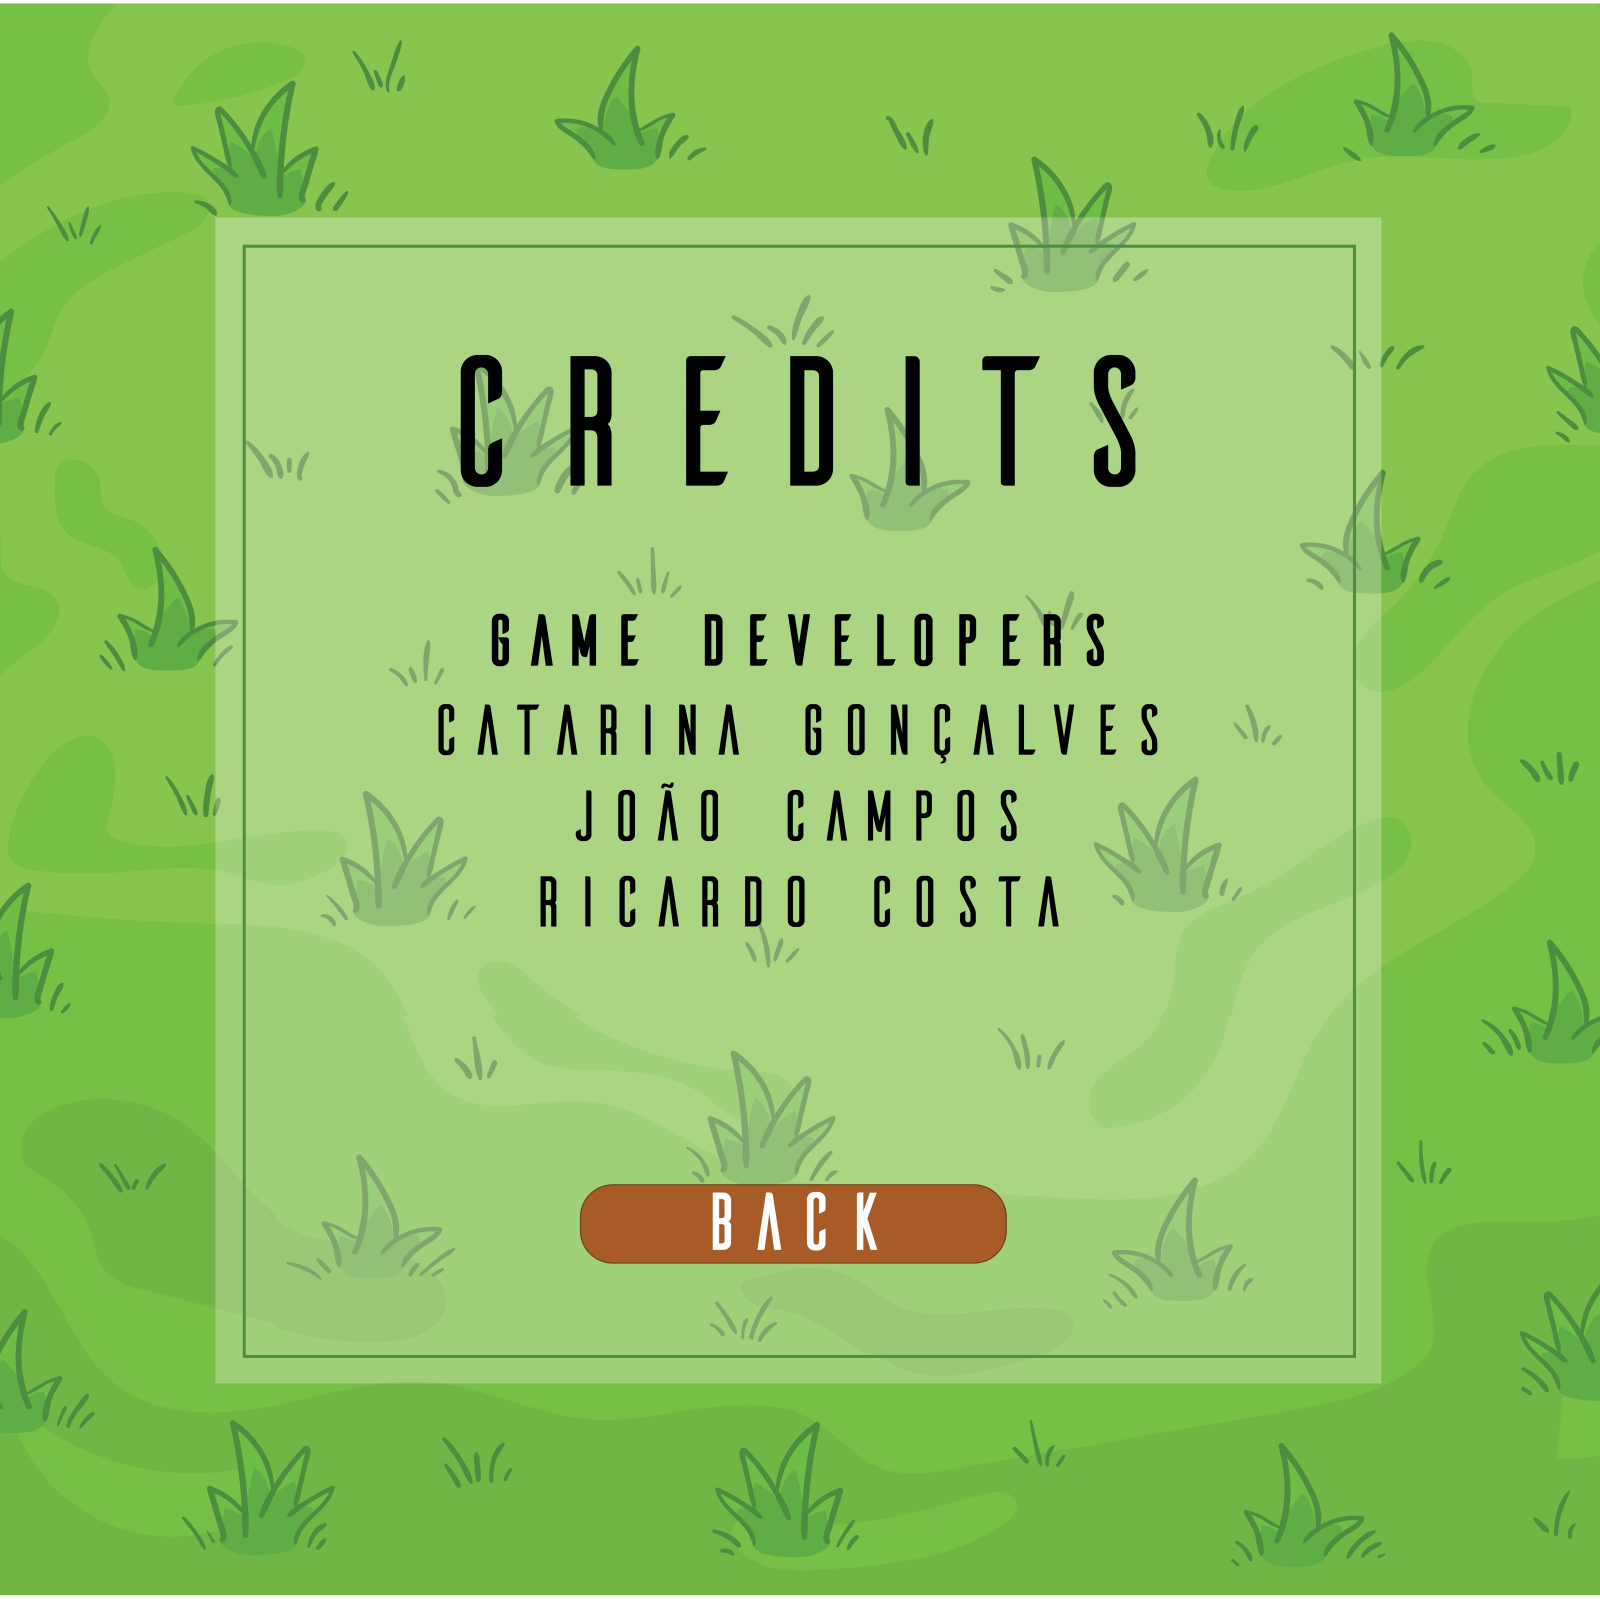 CREDITS
GAME DEVELOPERS
CATARINA GONÇALVES
JOÃO CAMPOS
RICARDO COSTA
BACK